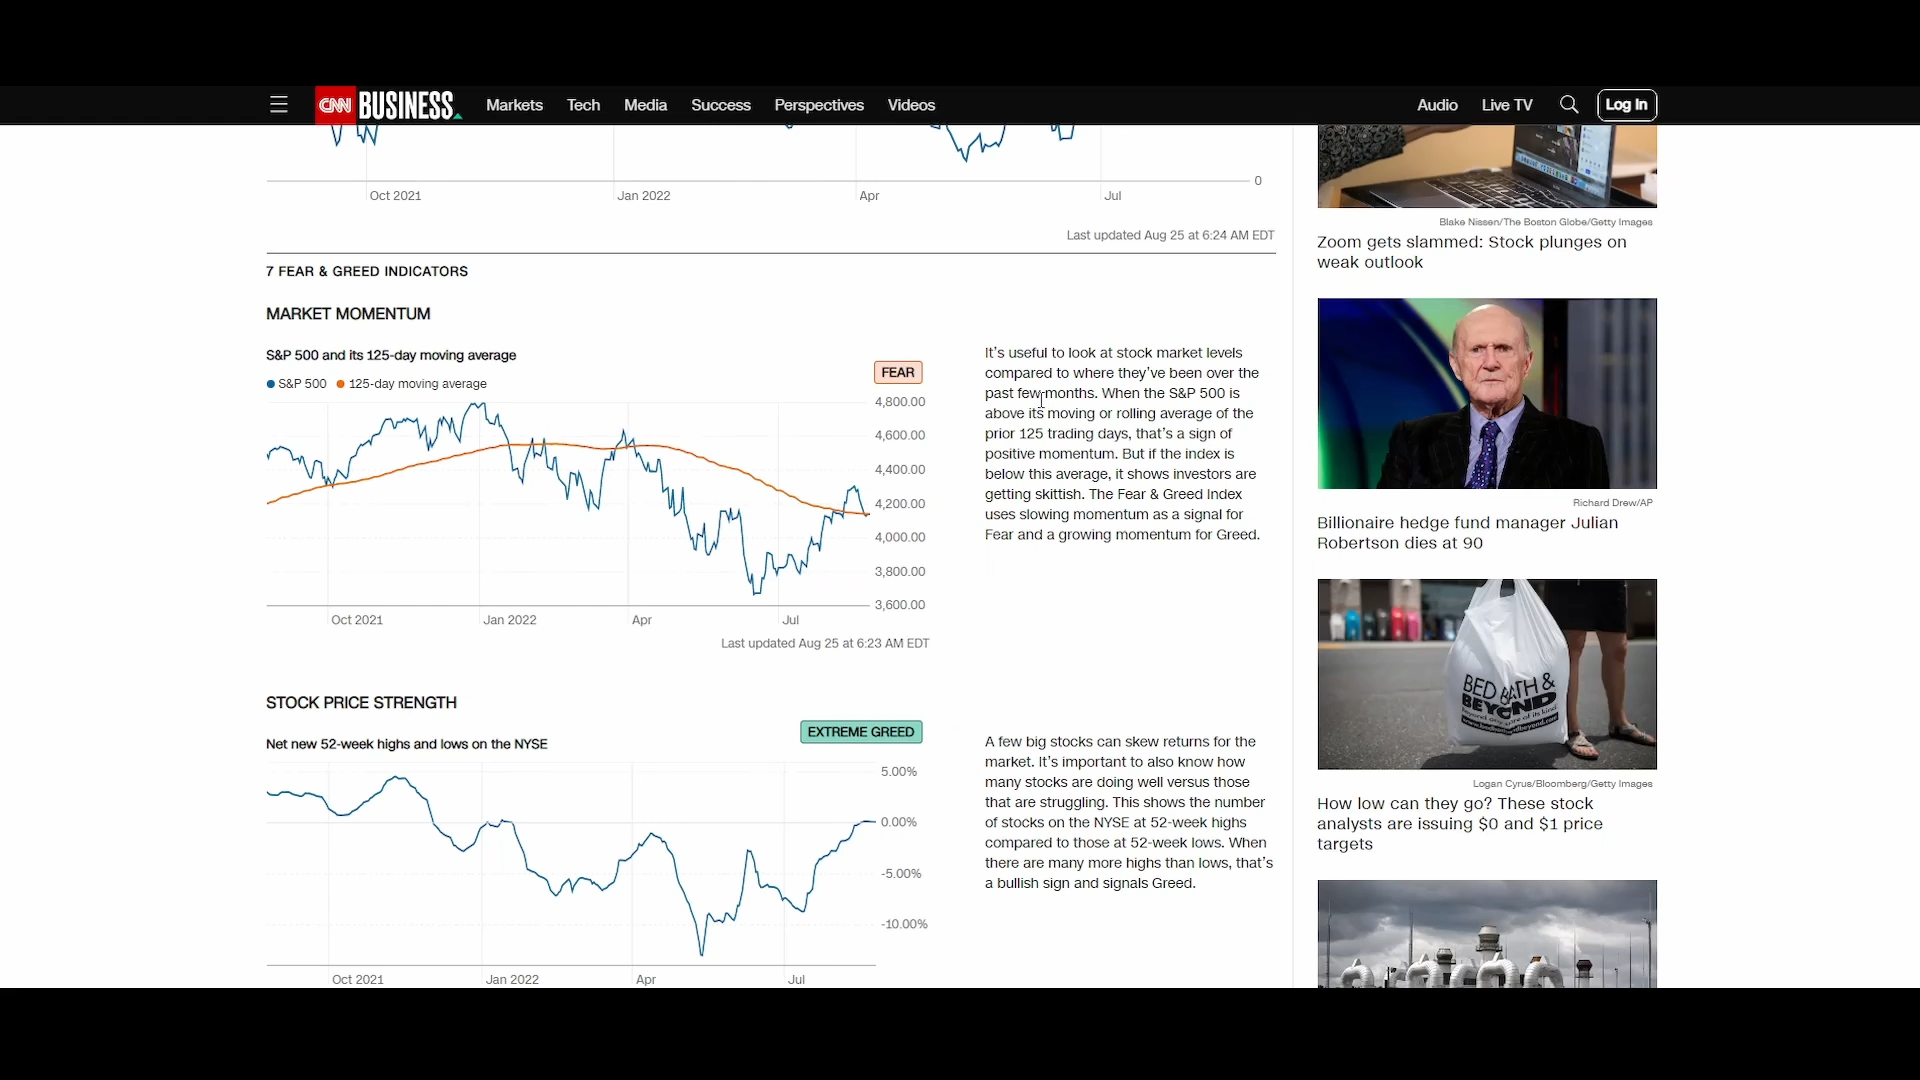 CNN BUSINESS Markets Tech Media Success Perspectives Videos Audio Live TV Log In
0
Oct 2021 Jan 2022 Apr Jul
Last updated Aug 25 at 6:24 AM EDT
7 FEAR & GREED INDICATORS
MARKET MOMENTUM
S&P 500 and its 125-day moving average
FEAR
S&P 500 125-day moving average
4,800.00
4,600.00
4,400.00
4,200.00
4,000.00
3,800.00
3,600.00
Oct 2021 Jan 2022 Apr Jul
Last updated Aug 25 at 6:23 AM EDT
It's useful to look at stock market levels
compared to where they've been over the
past few months. When the S&P 500 is
above its moving or rolling average of the
prior 125 trading days, that's a sign of
positive momentum. But if the index is
below this average, it shows investors are
getting skittish. The Fear & Greed Index
uses slowing momentum as a signal for
Fear and a growing momentum for Greed.
STOCK PRICE STRENGTH
EXTREME GREED
Net new 52-week highs and lows on the NYSE
5.00%
0.00%
-5.00%
-10.00%
Oct 2021 Jan 2022 Apr Jul
A few big stocks can skew returns for the
market. It's important to also know how
many stocks are doing well versus those
that are struggling. This shows the number
of stocks on the NYSE at 52-week highs
compared to those at 52-week lows. When
there are many more highs than lows, that's
a bullish sign and signals Greed.
Blake Nissen/The Boston Globe/Getty Images
Zoom gets slammed: Stock plunges on
weak outlook
Richard Drew/AP
Billionaire hedge fund manager Julian
Robertson dies at 90
BED BATH &
BEYOND
Logan Cyrus/Bloomberg/Getty Images
How low can they go? These stock
analysts are issuing $0 and $1 price
targets